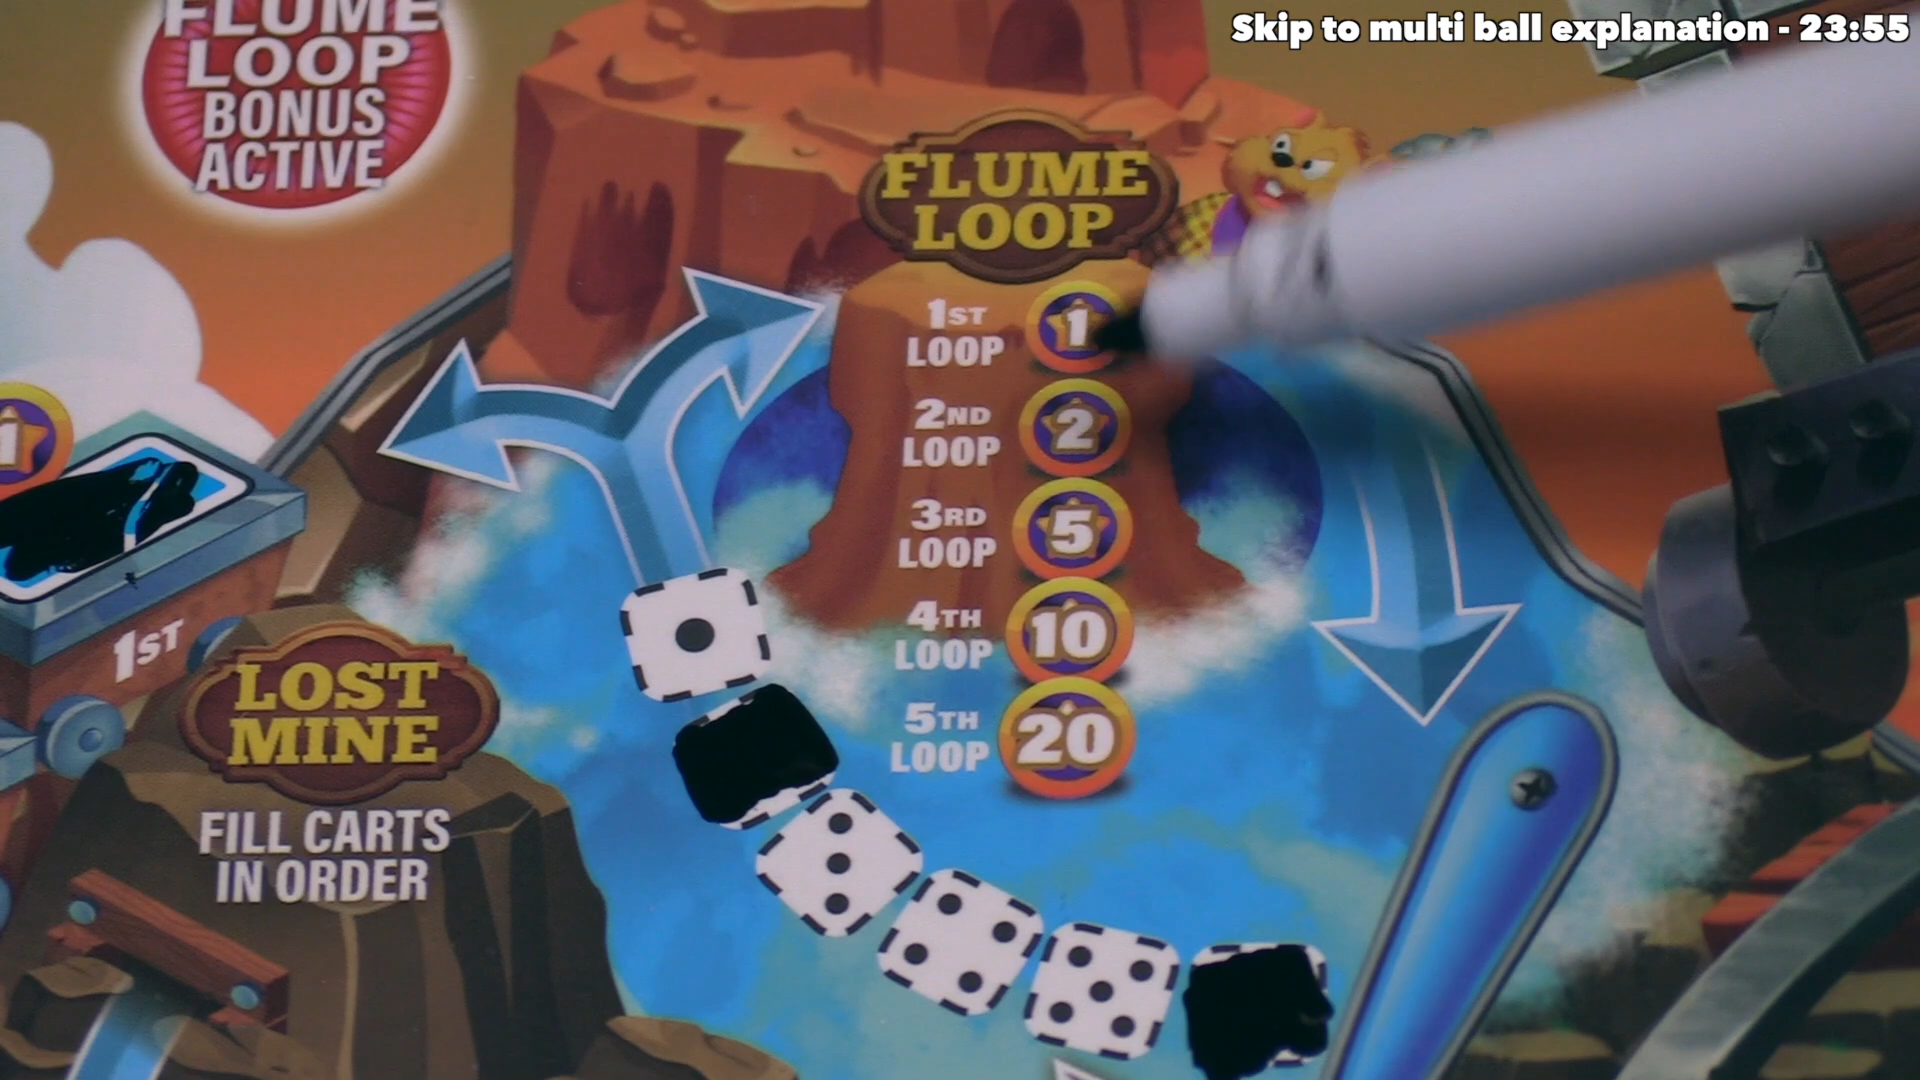 Skip to multi ball explanation - 23:55
FLUME
LOOP
BONUS
ACTIVE
FLUME
LOOP
1ST
LOOP
1
2ND
LOOP
2
3RD
LOOP
5
4TH
LOOP
10
5TH
LOOP
20
1
1ST
LOST
MINE
FILL CARTS
IN ORDER